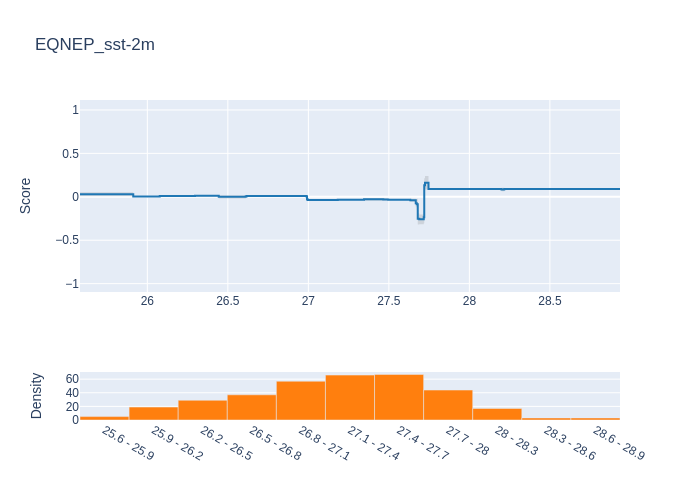 EQNEP_sst-2m
Score
1
0.5
0
−0.5
−1
26
26.5
27
27.5
28
28.5
Density
60
40
20
0
25.6 - 25.9
25.9 - 26.2
26.2 - 26.5
26.5 - 26.8
26.8 - 27.1
27.1 - 27.4
27.4 - 27.7
27.7 - 28
28 - 28.3
28.3 - 28.6
28.6 - 28.9